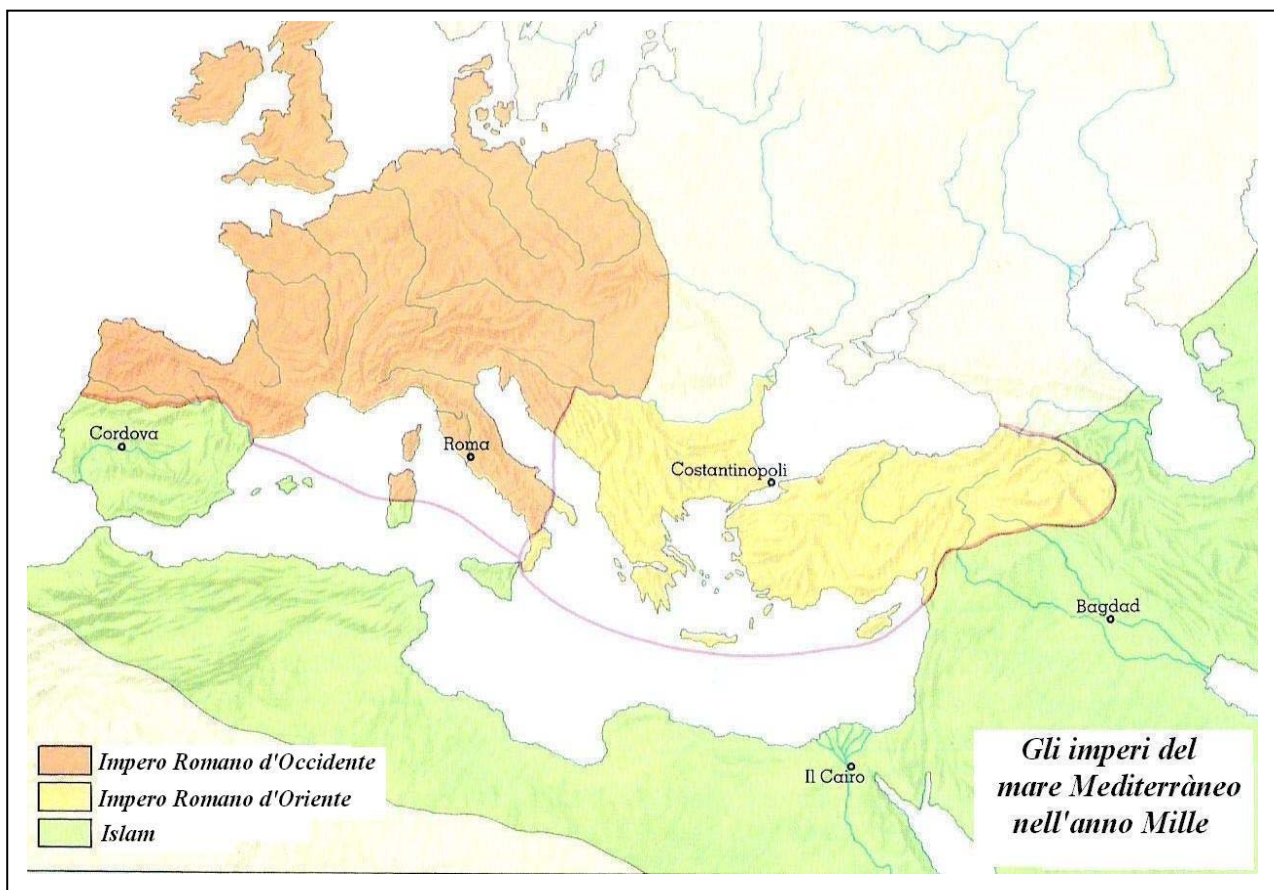 Cordova
Roma
Costantinopoli
Bagdad
Il Cairo
Impero Romano d'Occidente
Impero Romano d'Oriente
Islam
Gli imperi del
mare Mediterràneo
nell'anno Mille